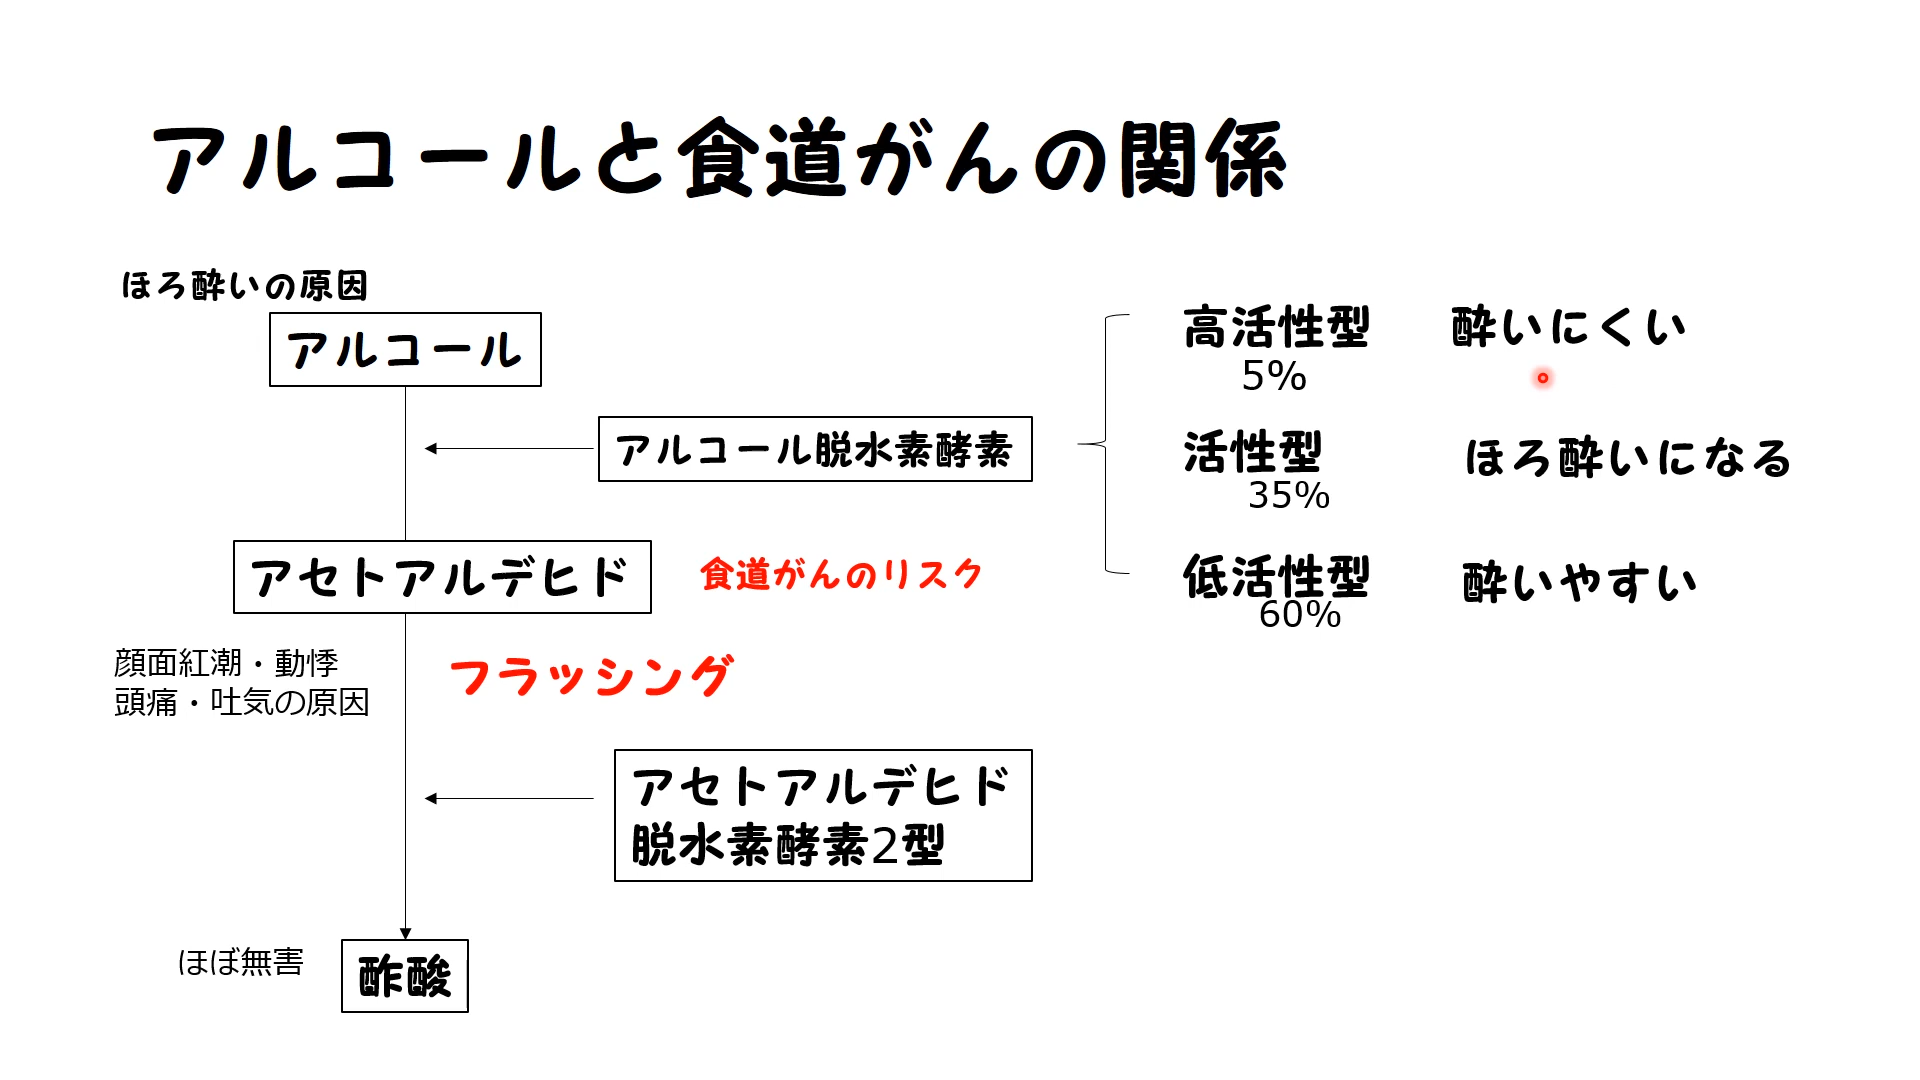 アルコールと食道がんの関係
ほろ酔いの原因
アルコール
アルコール脱水素酵素
アセトアルデヒド
食道がんのリスク
顔面紅潮・動悸
頭痛・吐気の原因
フラッシング
アセトアルデヒド
脱水素酵素2型
ほぼ無害
酢酸
高活性型 酔いにくい
5%
活性型 ほろ酔いになる
35%
低活性型 酔いやすい
60%